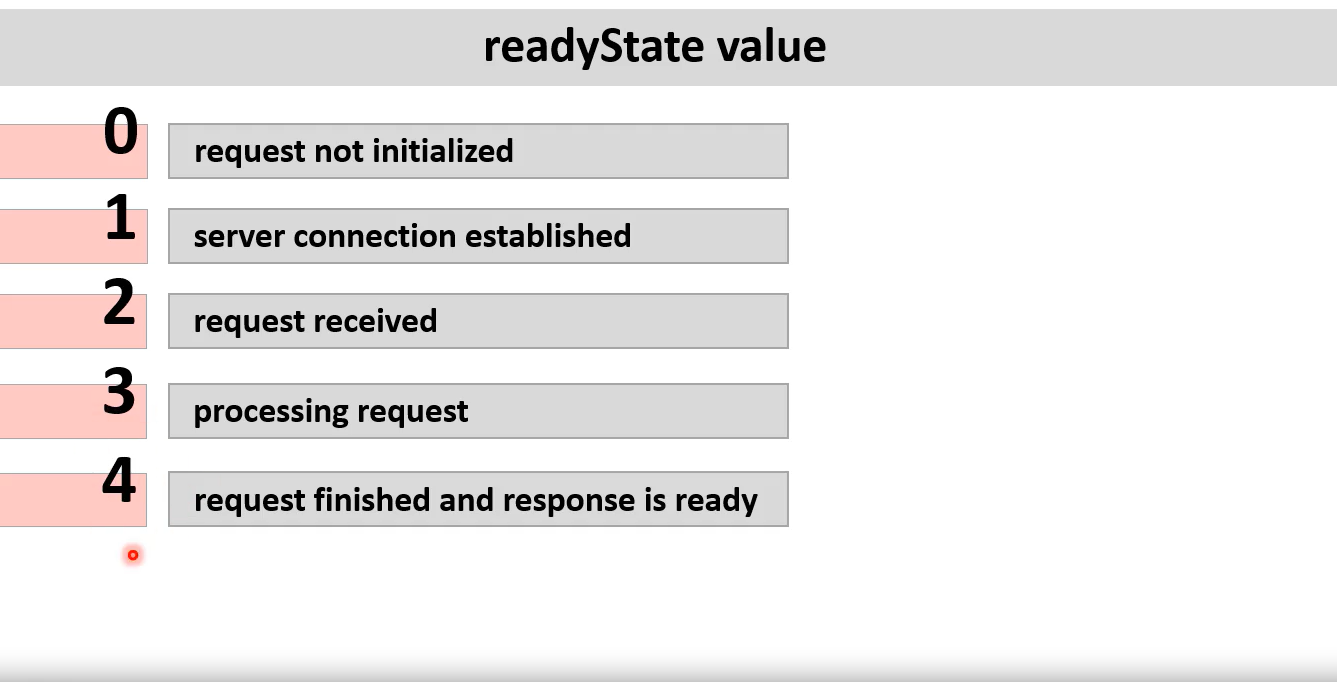 readyState value
0 request not initialized
1 server connection established
2 request received
3 processing request
4 request finished and response is ready